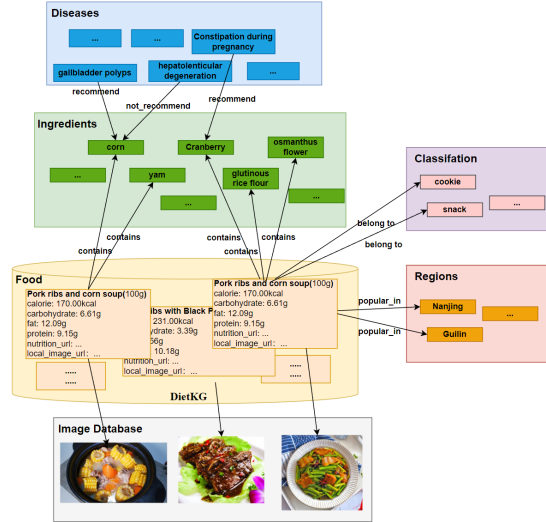 Diseases
...
...
Constipation during
pregnancy
gallbladder polyps
hepatolenticular
degeneration
...
recommend
not_recommend
recommend
Ingredients
corn
Cranberry
osmanthus
flower
...
yam
glutinous
rice flour
...
...
contains
contains
contains
contains
contains
contains
Classifation
cookie
snack
...
belong to
belong to
Food
Pork ribs and corn soup(100g)
calorie: 170.00kcal
carbohydrate: 6.61g
fat: 12.09g
protein: 9.15g
nutrition_url: ...
local_image_url: ...
ibs with Black P
231.00kcal
ydrate: 3.39g
66g
10.18g
nutrition_url: ...
local_image_url: ...
Pork ribs and corn soup(100g)
calorie: 170.00kcal
carbohydrate: 6.61g
fat: 12.09g
protein: 9.15g
nutrition_url: ...
local_image_url: ...
.....
.....
.....
.....
DietKG
Regions
popular_in
Nanjing
...
popular_in
Guilin
Image Database